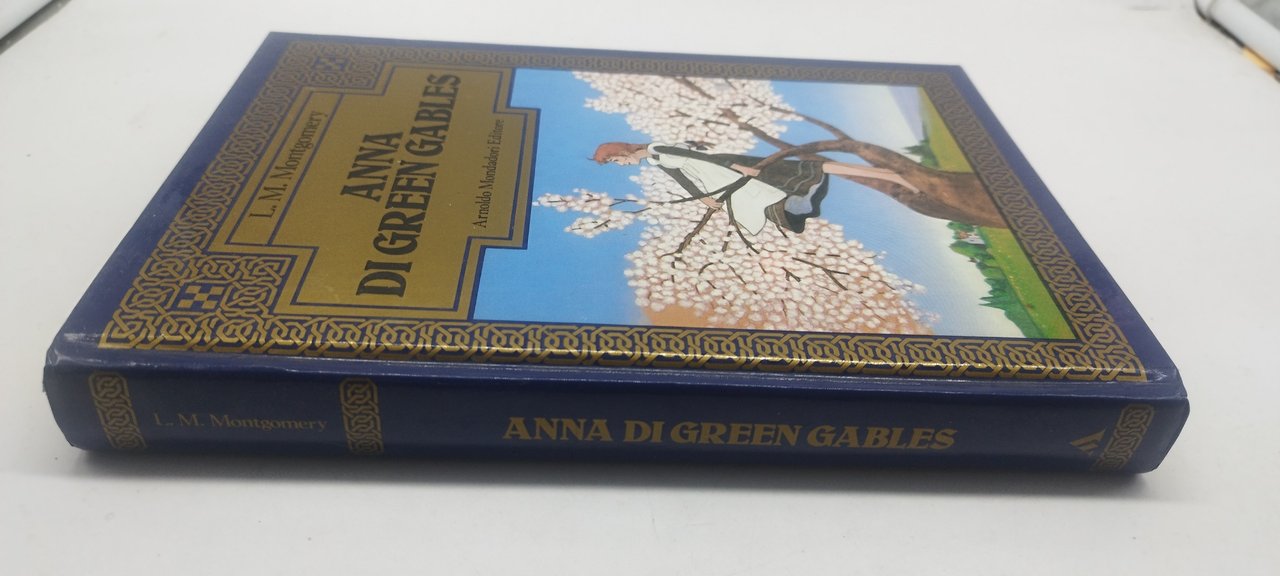 L. M. Montgomery
ANNA
DI GREEN GABLES
Arnoldo Mondadori Editore
L. M. Montgomery
ANNA DI GREEN GABLES